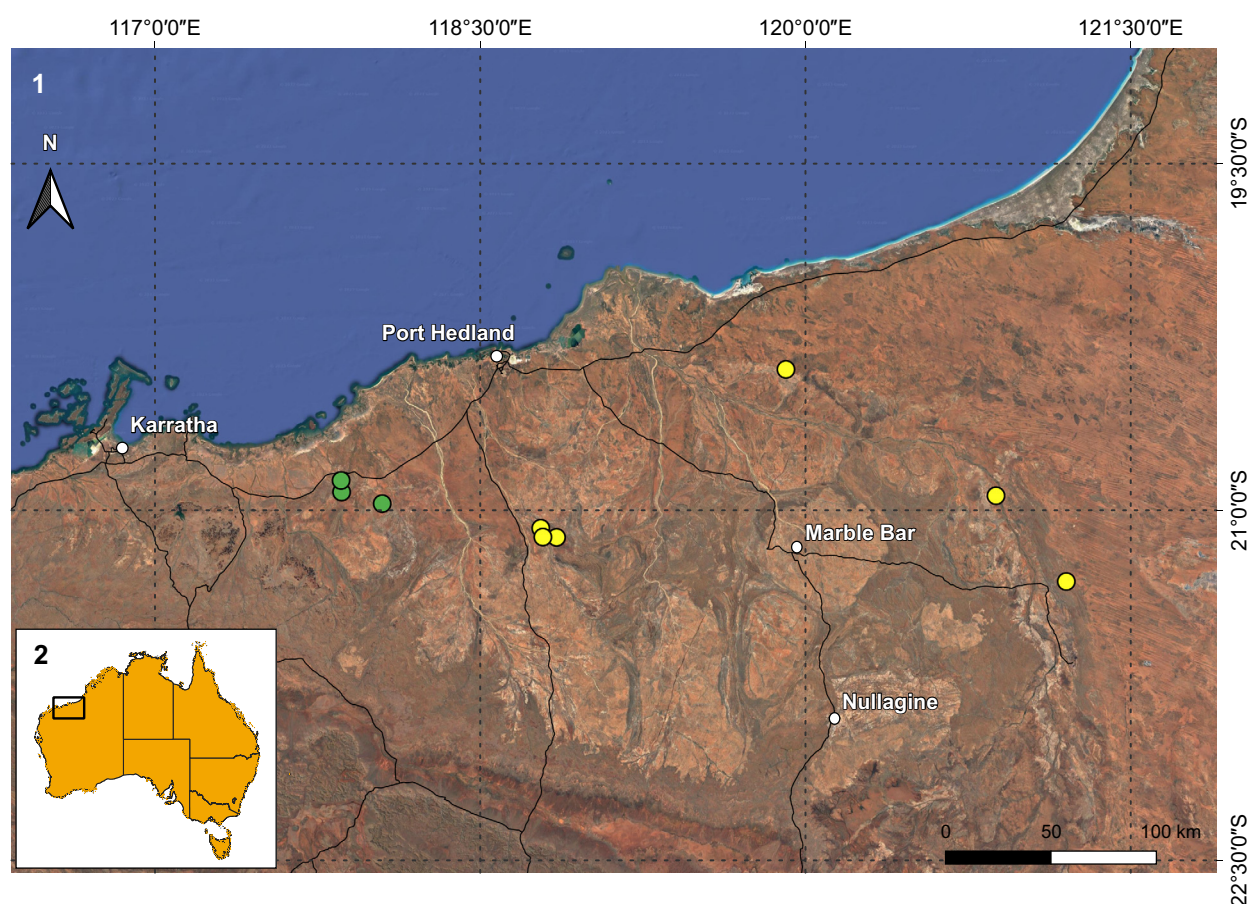 117°0′0″E 118°30′0″E 120°0′0″E 121°30′0″E
1
N
19°30′0″S
Port Hedland
Karratha
21°0′0″S
Marble Bar
2
Nullagine
0 50 100 km
22°30′0″S